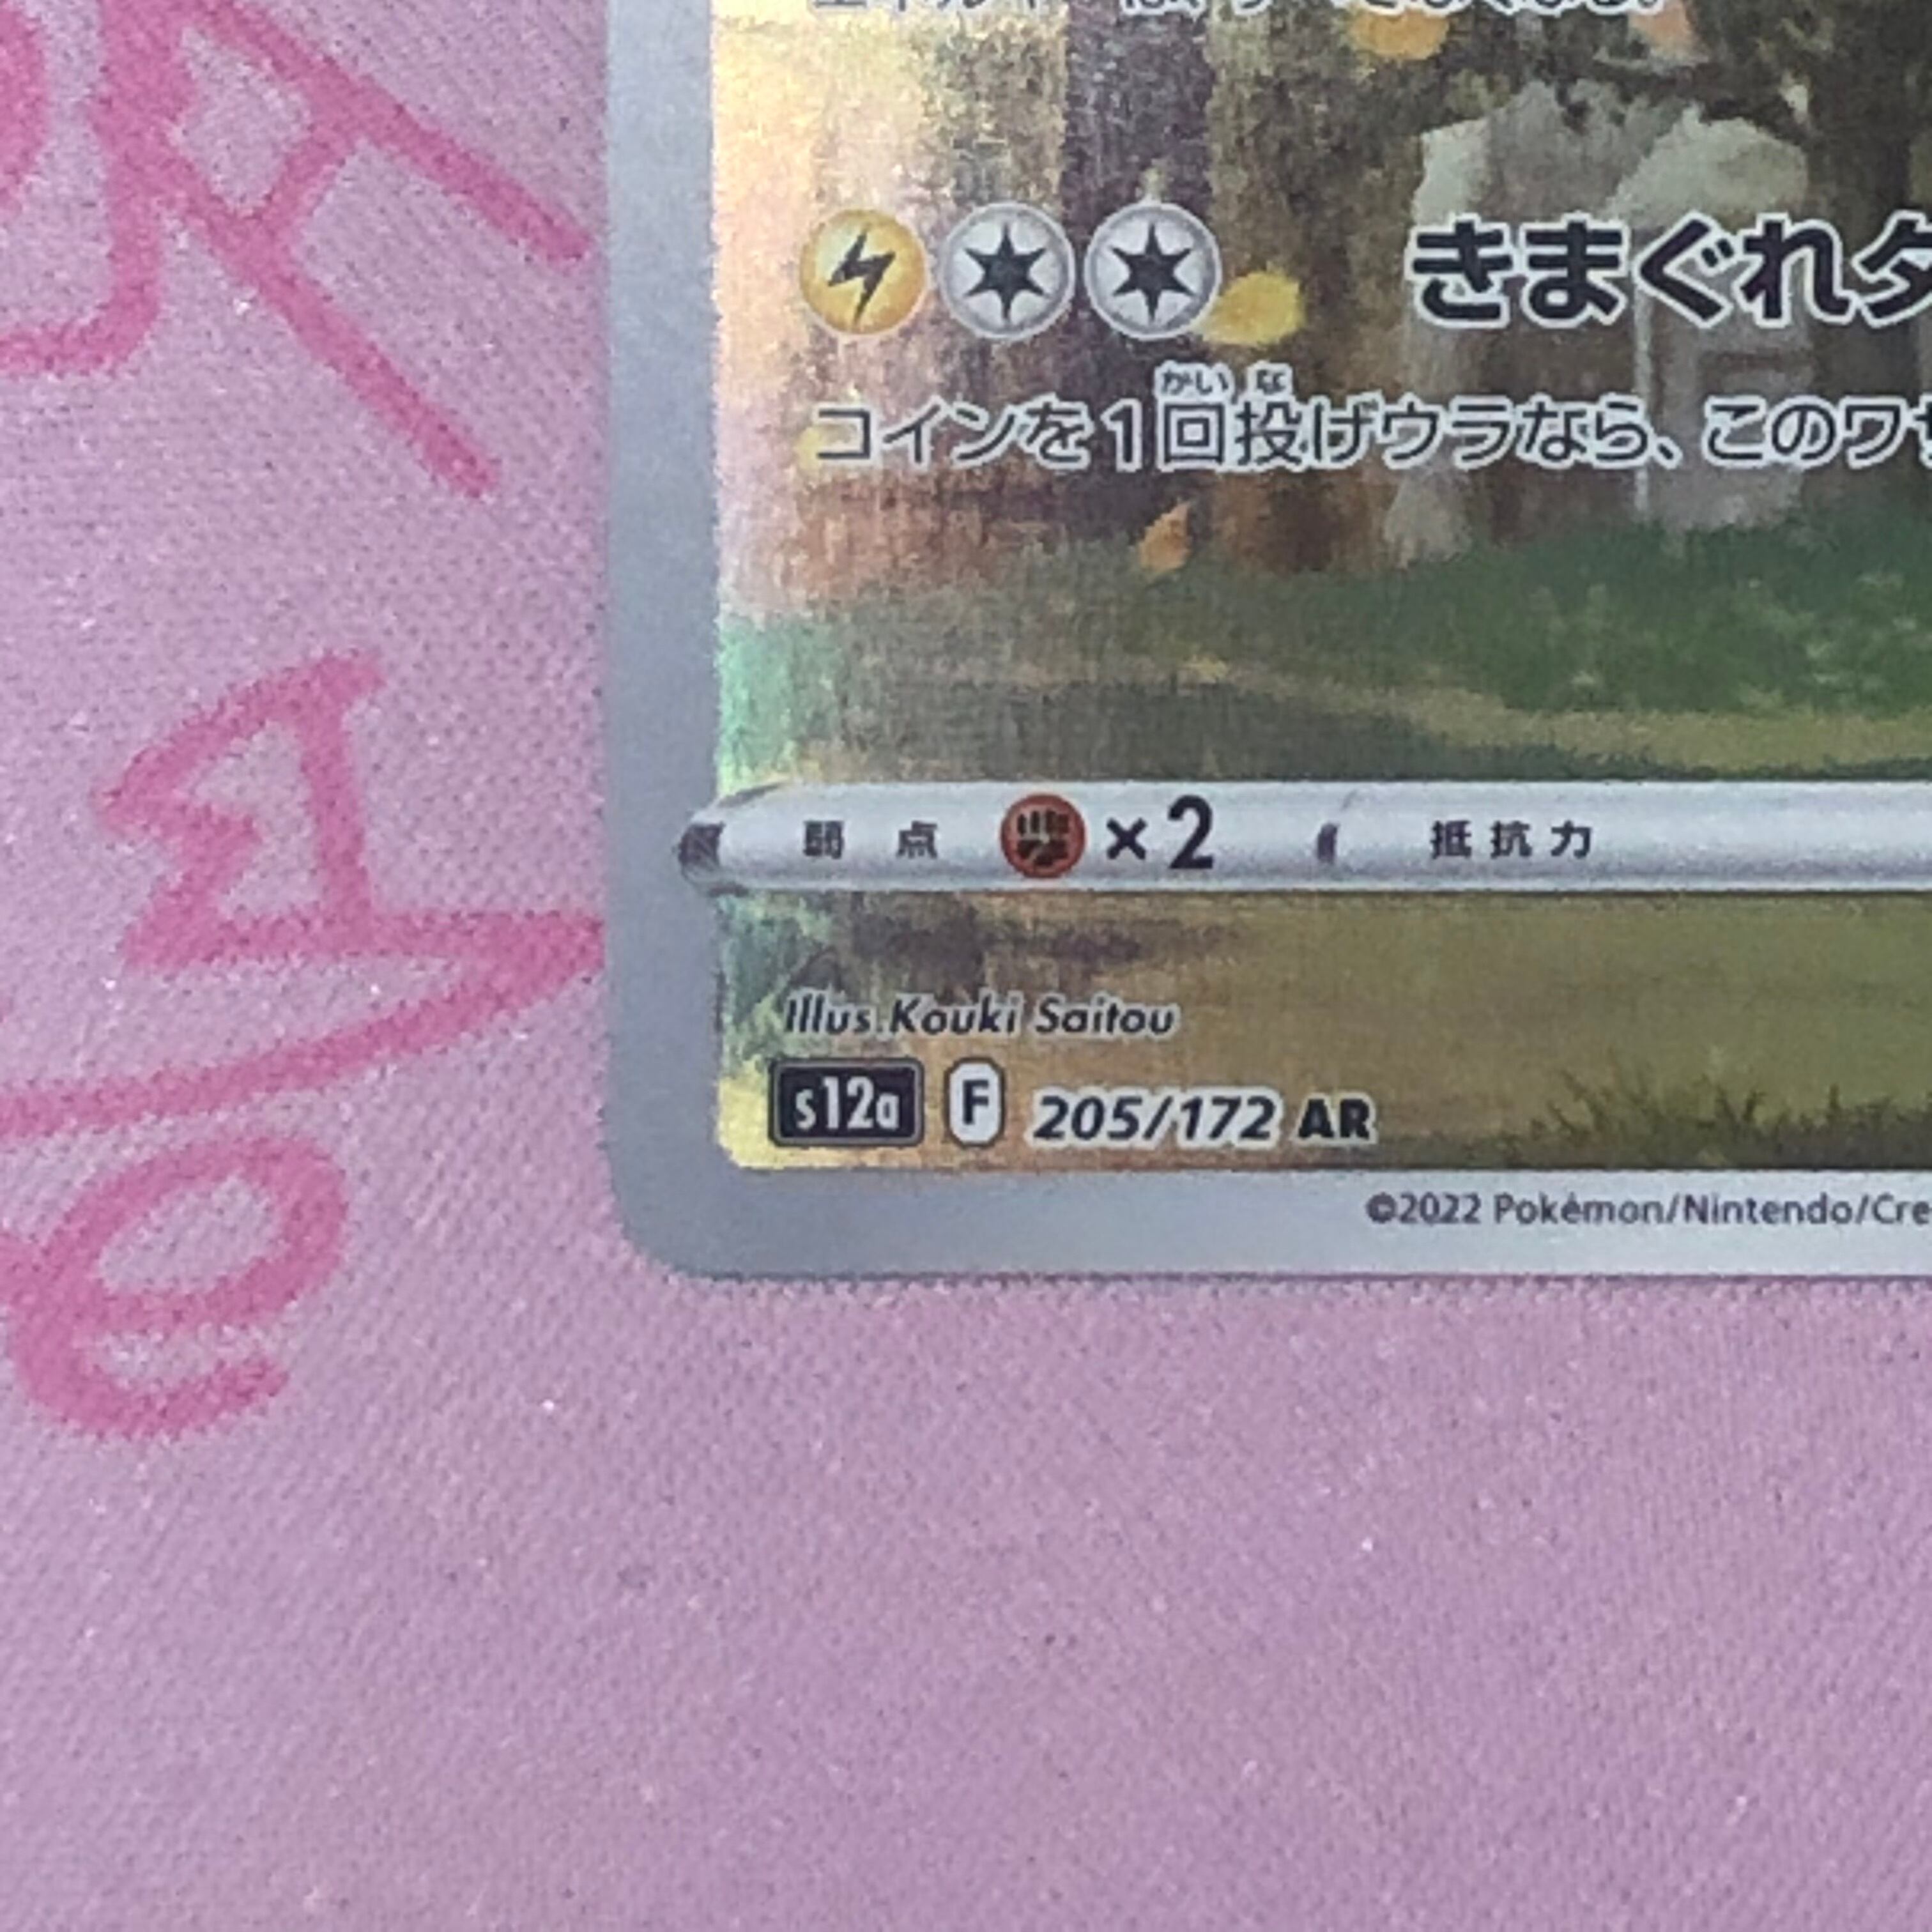 きまぐれタ
コインを1回投げウラなら、このワザ
かい な
弱点 ×2 抵抗力
Illus. Kouki Saitou
s12a F 205/172 AR
©2022 Pokémon/Nintendo/Cre